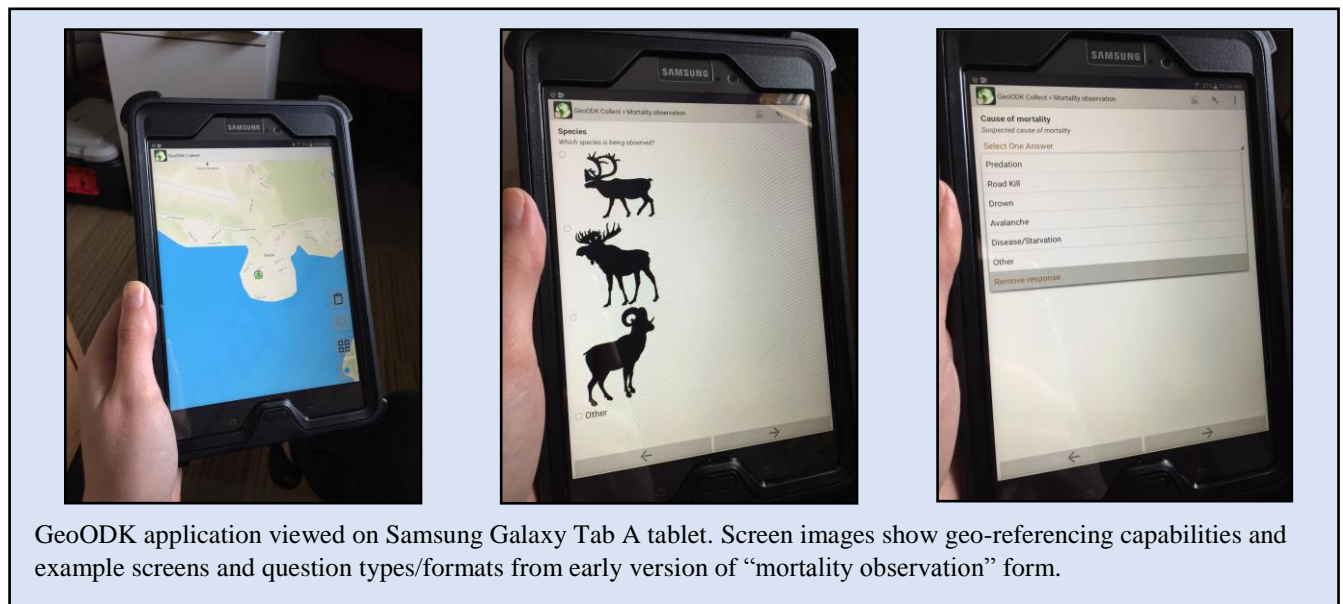 SAMSUNG
GeoODK Collect
SAMSUNG
GeoODK Collect > Mortality observation
Species
Which species is being observed?
Other
SAMSUNG
GeoODK Collect > Mortality observation
Cause of mortality
Suspected cause of mortality
Select One Answer
Predation
Road Kill
Drown
Avalanche
Disease/Starvation
Other
Remove response
GeoODK application viewed on Samsung Galaxy Tab A tablet. Screen images show geo-referencing capabilities and
example screens and question types/formats from early version of “mortality observation” form.